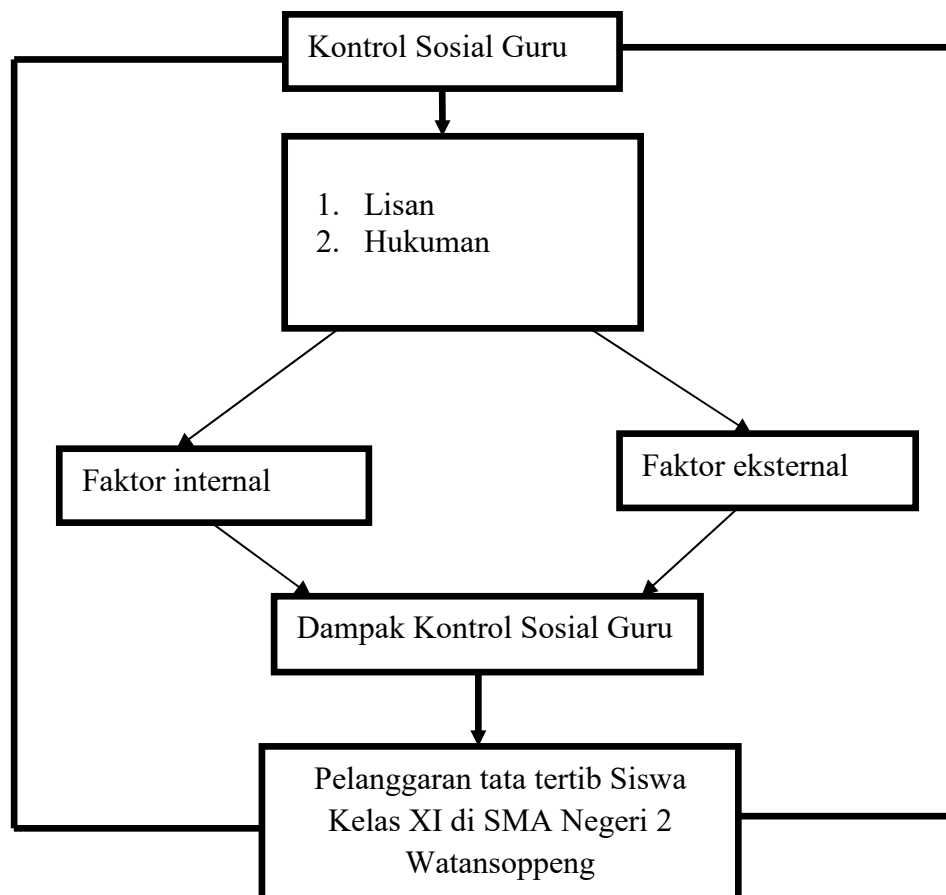 Kontrol Sosial Guru
1. Lisan
2. Hukuman
Faktor internal
Faktor eksternal
Dampak Kontrol Sosial Guru
Pelanggaran tata tertib Siswa
Kelas XI di SMA Negeri 2
Watansoppeng